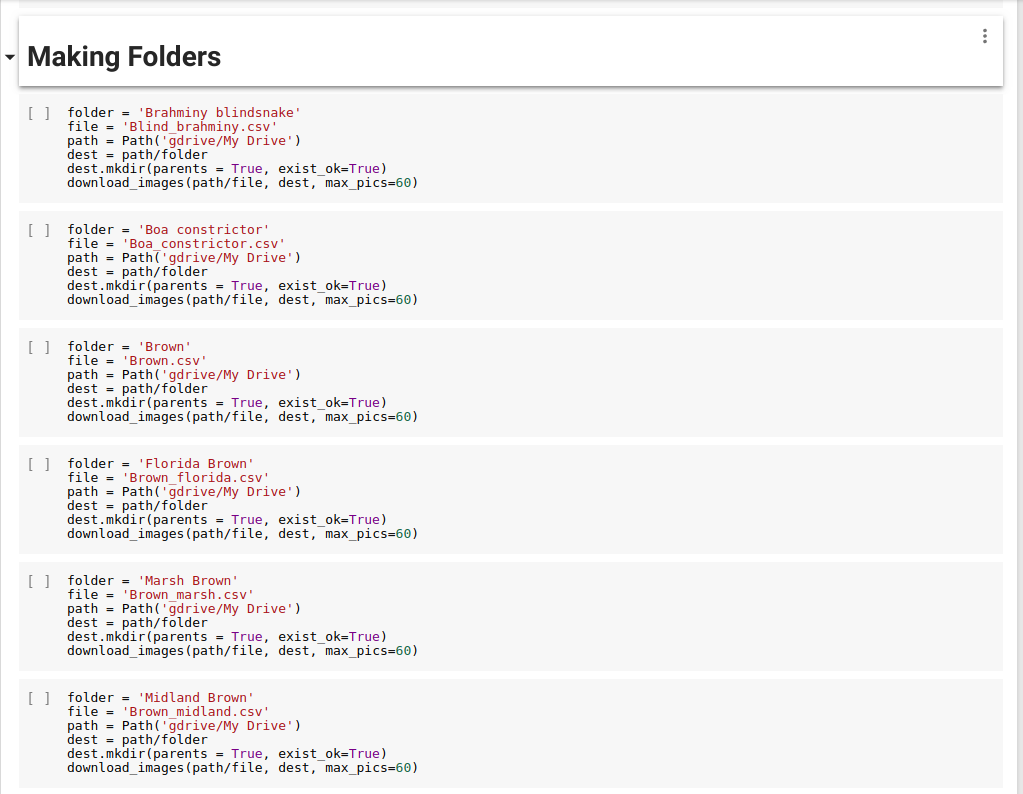 Making Folders
[ ] folder = 'Brahminy blindsnake'
file = 'Blind_brahminy.csv'
path = Path('gdrive/My Drive')
dest = path/folder
dest.mkdir(parents = True, exist_ok=True)
download_images(path/file, dest, max_pics=60)
[ ] folder = 'Boa constrictor'
file = 'Boa_constrictor.csv'
path = Path('gdrive/My Drive')
dest = path/folder
dest.mkdir(parents = True, exist_ok=True)
download_images(path/file, dest, max_pics=60)
[ ] folder = 'Brown'
file = 'Brown.csv'
path = Path('gdrive/My Drive')
dest = path/folder
dest.mkdir(parents = True, exist_ok=True)
download_images(path/file, dest, max_pics=60)
[ ] folder = 'Florida Brown'
file = 'Brown_florida.csv'
path = Path('gdrive/My Drive')
dest = path/folder
dest.mkdir(parents = True, exist_ok=True)
download_images(path/file, dest, max_pics=60)
[ ] folder = 'Marsh Brown'
file = 'Brown_marsh.csv'
path = Path('gdrive/My Drive')
dest = path/folder
dest.mkdir(parents = True, exist_ok=True)
download_images(path/file, dest, max_pics=60)
[ ] folder = 'Midland Brown'
file = 'Brown_midland.csv'
path = Path('gdrive/My Drive')
dest = path/folder
dest.mkdir(parents = True, exist_ok=True)
download_images(path/file, dest, max_pics=60)